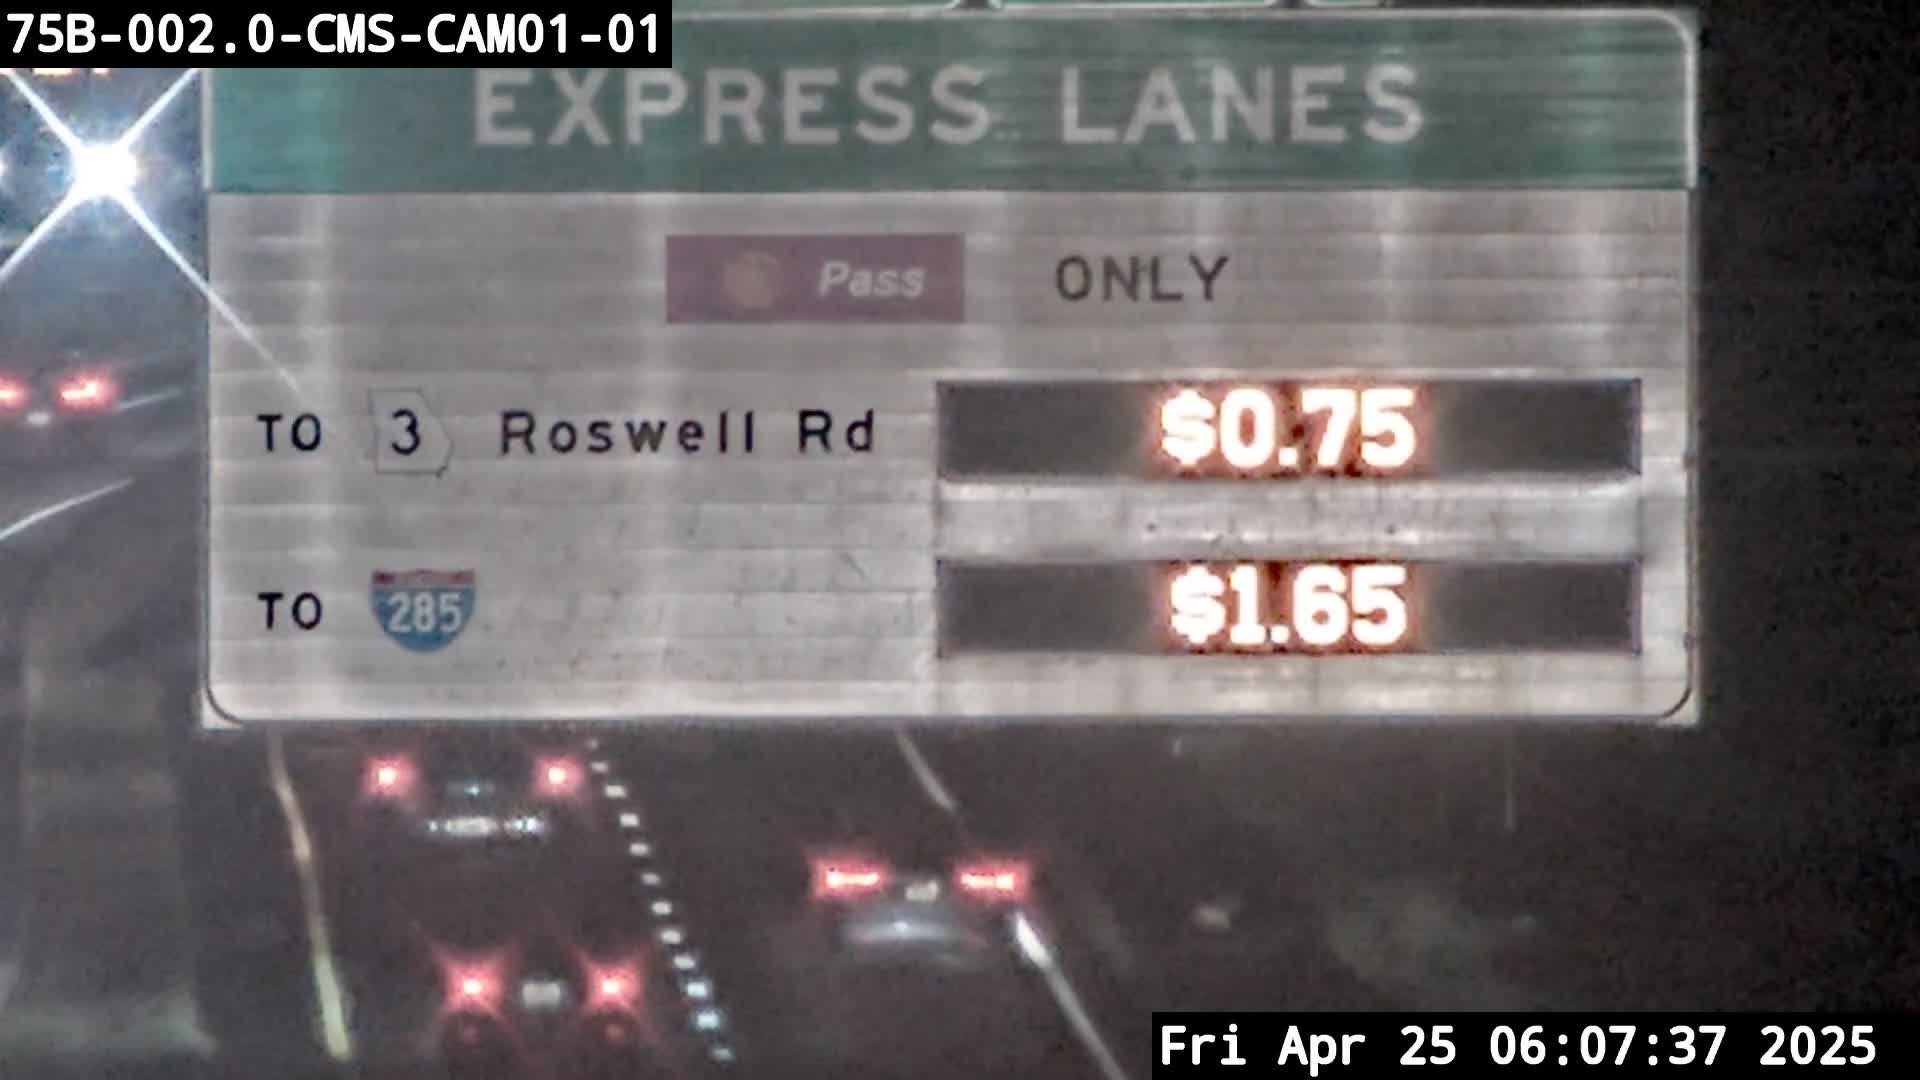 75B-002.0-CMS-CAM01-01
EXPRESS LANES
Pass ONLY
TO 3 Roswell Rd $0.75
TO 285 $1.65
Fri Apr 25 06:07:37 2025